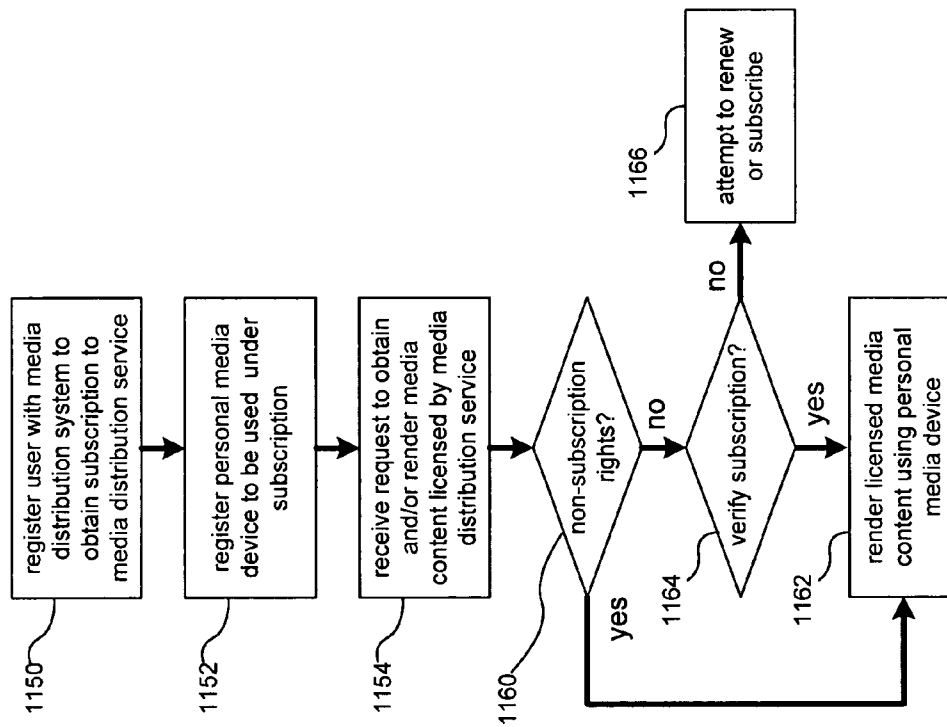 1150
register user with media
distribution system to
obtain subscription to
media distribution service
1152
register personal media
device to be used under
subscription
1154
receive request to obtain
and/or render media
content licensed by media
distribution service
1160
non-subscription
rights?
yes
no
1164
verify subscription?
no
1166
attempt to renew
or subscribe
yes
1162
render licensed media
content using personal
media device